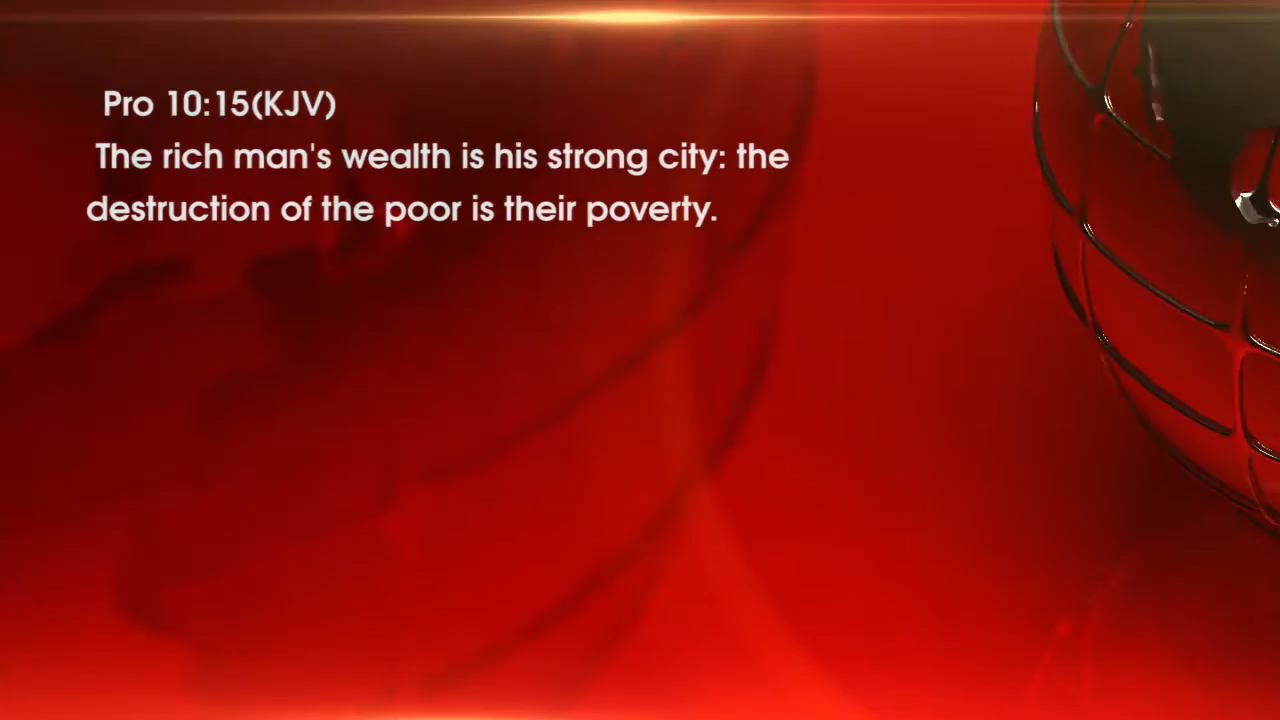 Pro 10:15(KJV)
The rich man's wealth is his strong city: the
destruction of the poor is their poverty.